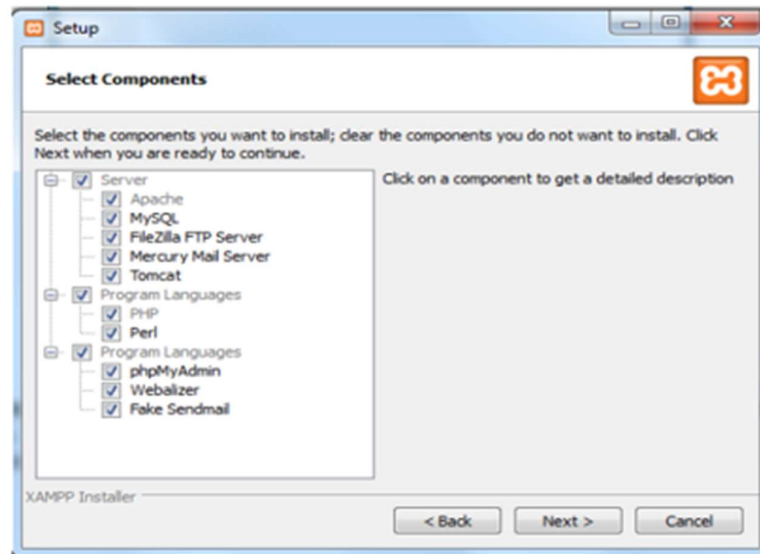 Setup
Select Components
Select the components you want to install; clear the components you do not want to install. Click
Next when you are ready to continue.
Server
Apache
MySQL
FileZilla FTP Server
Mercury Mail Server
Tomcat
Program Languages
PHP
Perl
Program Languages
phpMyAdmin
Webalizer
Fake Sendmail
Click on a component to get a detailed description
XAMPP Installer
< Back
Next >
Cancel